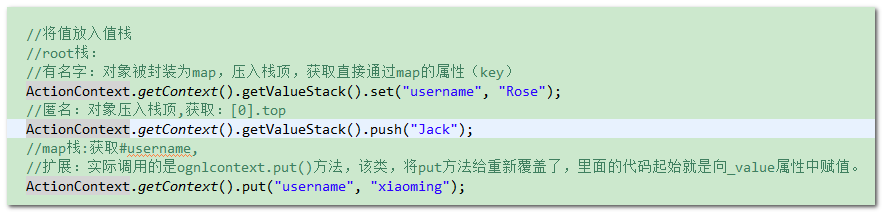 //将值放入值栈
//root栈：
//有名字：对象被封装为map，压入栈顶，获取直接通过map的属性（key）
ActionContext.getContext().getValueStack().set("username", "Rose");
//匿名：对象压入栈顶,获取：[0].top
ActionContext.getContext().getValueStack().push("Jack");
//map栈:获取#username,
//扩展：实际调用的是ognlcontext.put()方法，该类，将put方法给重新覆盖了，里面的代码起始就是向_value属性中赋值。
ActionContext.getContext().put("username", "xiaoming");